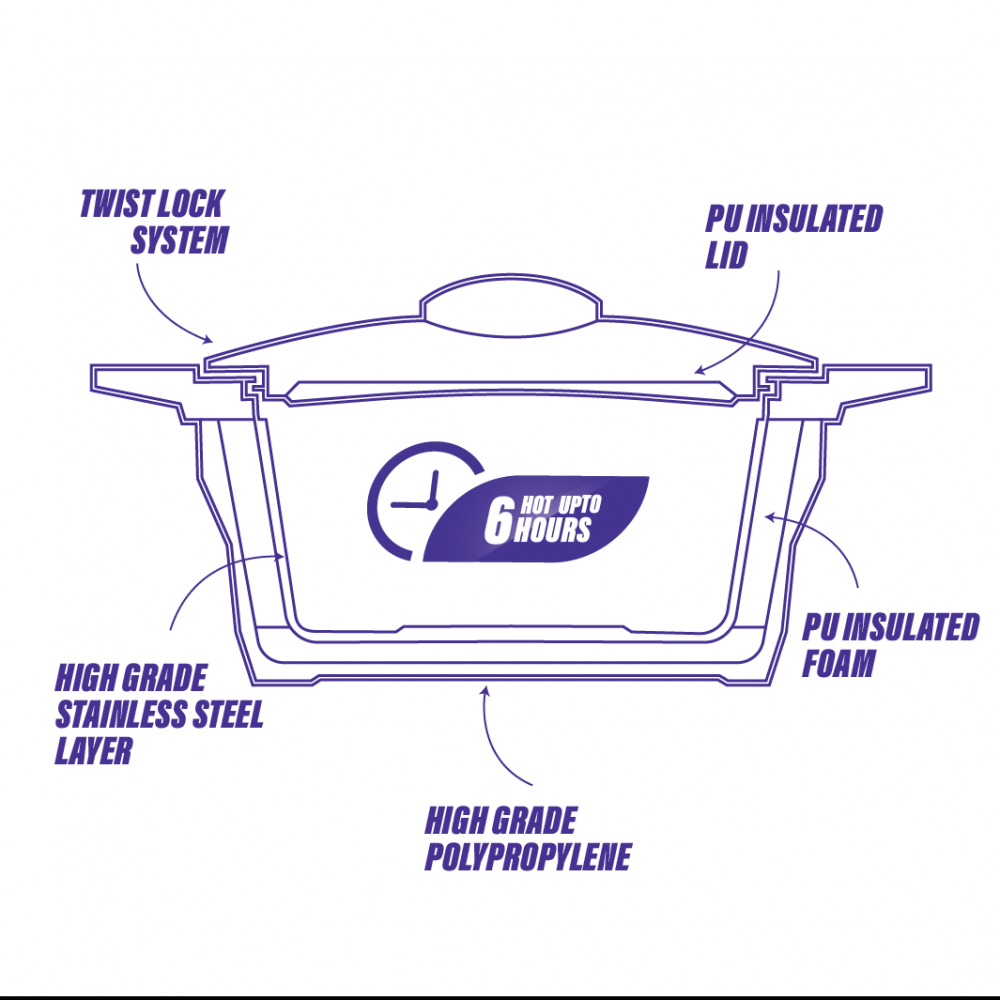 TWIST LOCK
SYSTEM
PU INSULATED
LID
6 HOT UPTO
HOURS
PU INSULATED
FOAM
HIGH GRADE
STAINLESS STEEL
LAYER
HIGH GRADE
POLYPROPYLENE